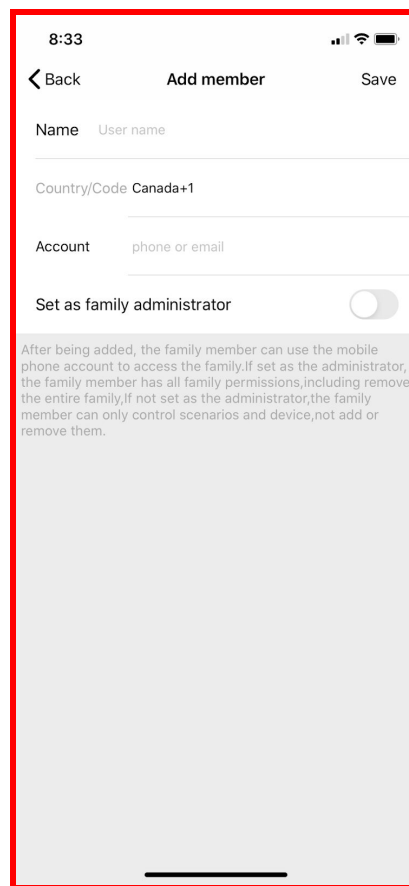 8:33
Back Add member Save
Name User name
Country/Code Canada+1
Account phone or email
Set as family administrator
After being added, the family member can use the mobile
phone account to access the family.If set as the administrator,
the family member has all family permissions,including remove
the entire family,If not set as the administrator,the family
member can only control scenarios and device,not add or
remove them.